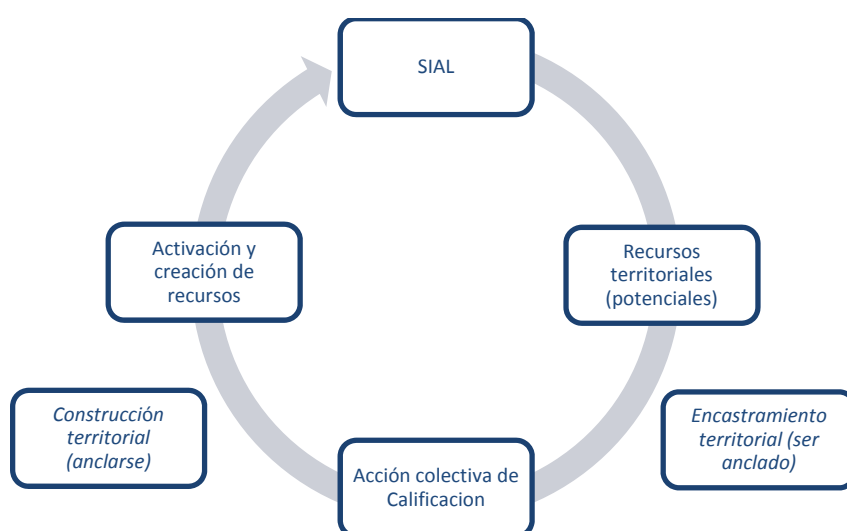 SIAL
Activación y
creación de
recursos
Recursos
territoriales
(potenciales)
Construcción
territorial
(anclarse)
Encastramiento
territorial (ser
anclado)
Acción colectiva de
Calificacion